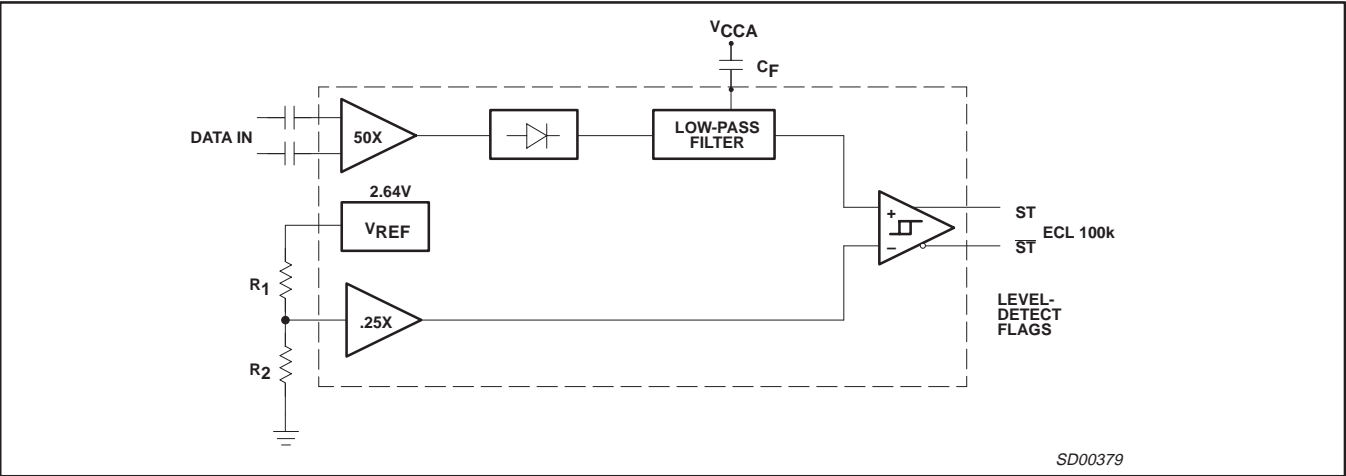 VCCA
CF
DATA IN
50X
LOW-PASS
FILTER
2.64V
VREF
R1
.25X
R2
+
–
ST
ST
ECL 100k
LEVEL-
DETECT
FLAGS
SD00379